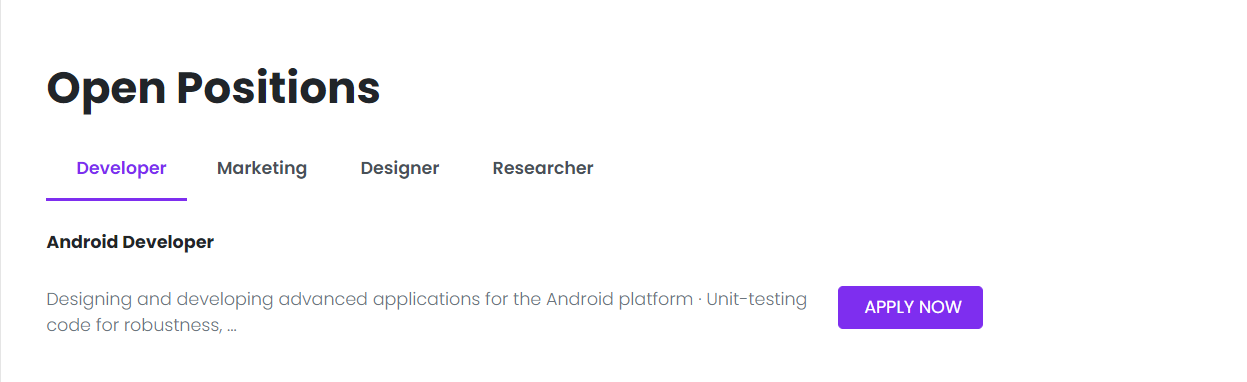 Open Positions
Developer Marketing Designer Researcher
Android Developer
Designing and developing advanced applications for the Android platform · Unit-testing
code for robustness, ...
APPLY NOW